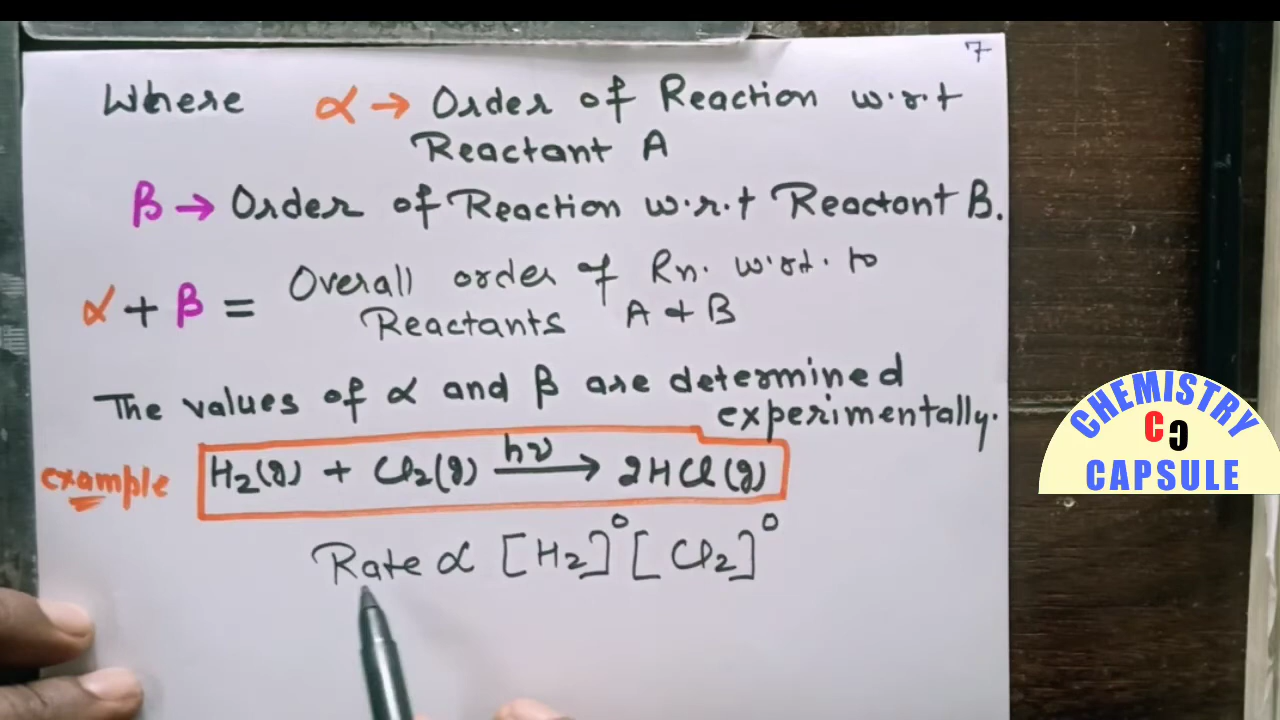 7
Where α → Order of Reaction w.r.t
Reactant A
β → Order of Reaction w.r.t Reactant B.
α + β = Overall order of Rn. w.r.t. to
Reactants A & B
The values of α and β are determined
experimentally.
example H₂(g) + Cl₂(g) hν → 2HCl(g)
Rate ∝ [H₂]⁰ [Cl₂]⁰
CHEMISTRY
CC
CAPSULE